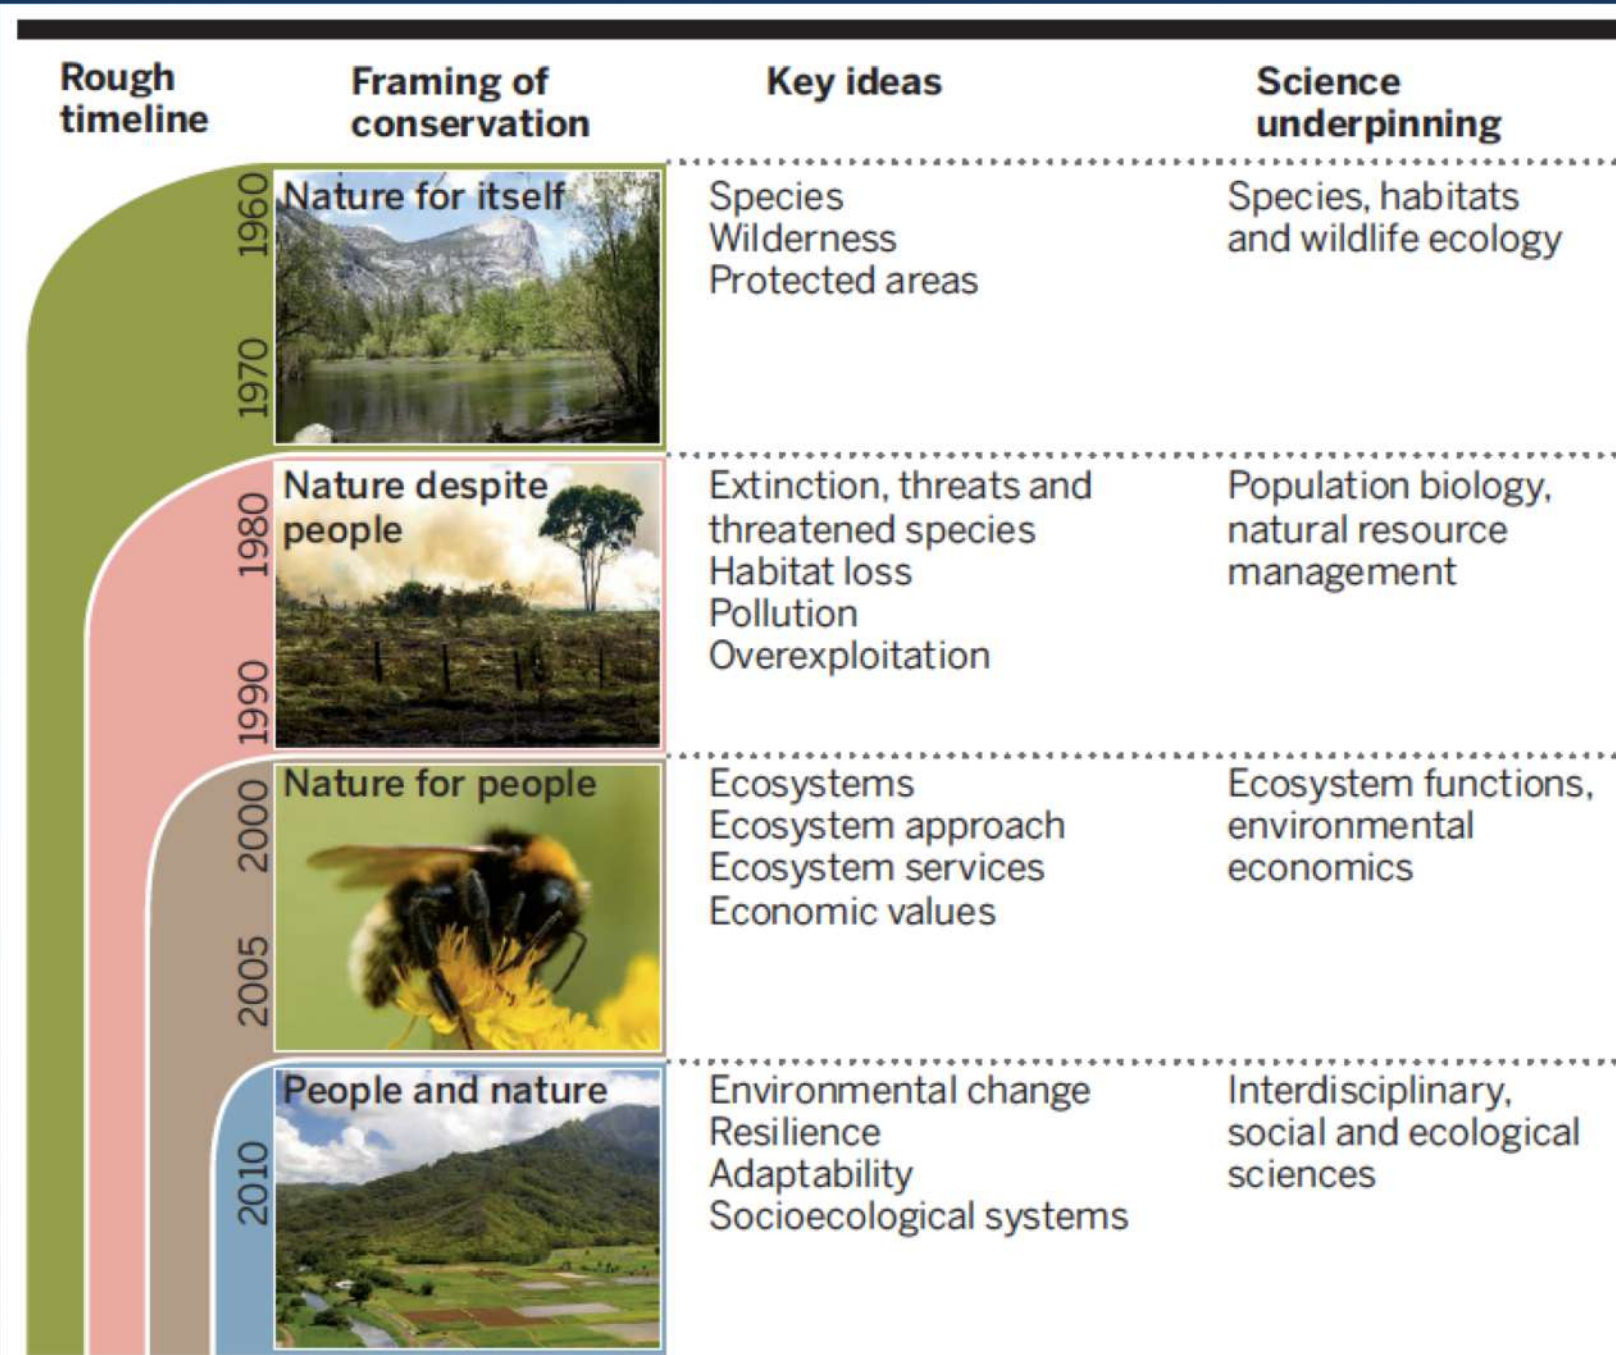 Rough
timeline
Framing of
conservation
Key ideas
Science
underpinning
1960
1970
Nature for itself
Species
Wilderness
Protected areas
Species, habitats
and wildlife ecology
1980
1990
Nature despite
people
Extinction, threats and
threatened species
Habitat loss
Pollution
Overexploitation
Population biology,
natural resource
management
2000
2005
Nature for people
Ecosystems
Ecosystem approach
Ecosystem services
Economic values
Ecosystem functions,
environmental
economics
2010
People and nature
Environmental change
Resilience
Adaptability
Socioecological systems
Interdisciplinary,
social and ecological
sciences